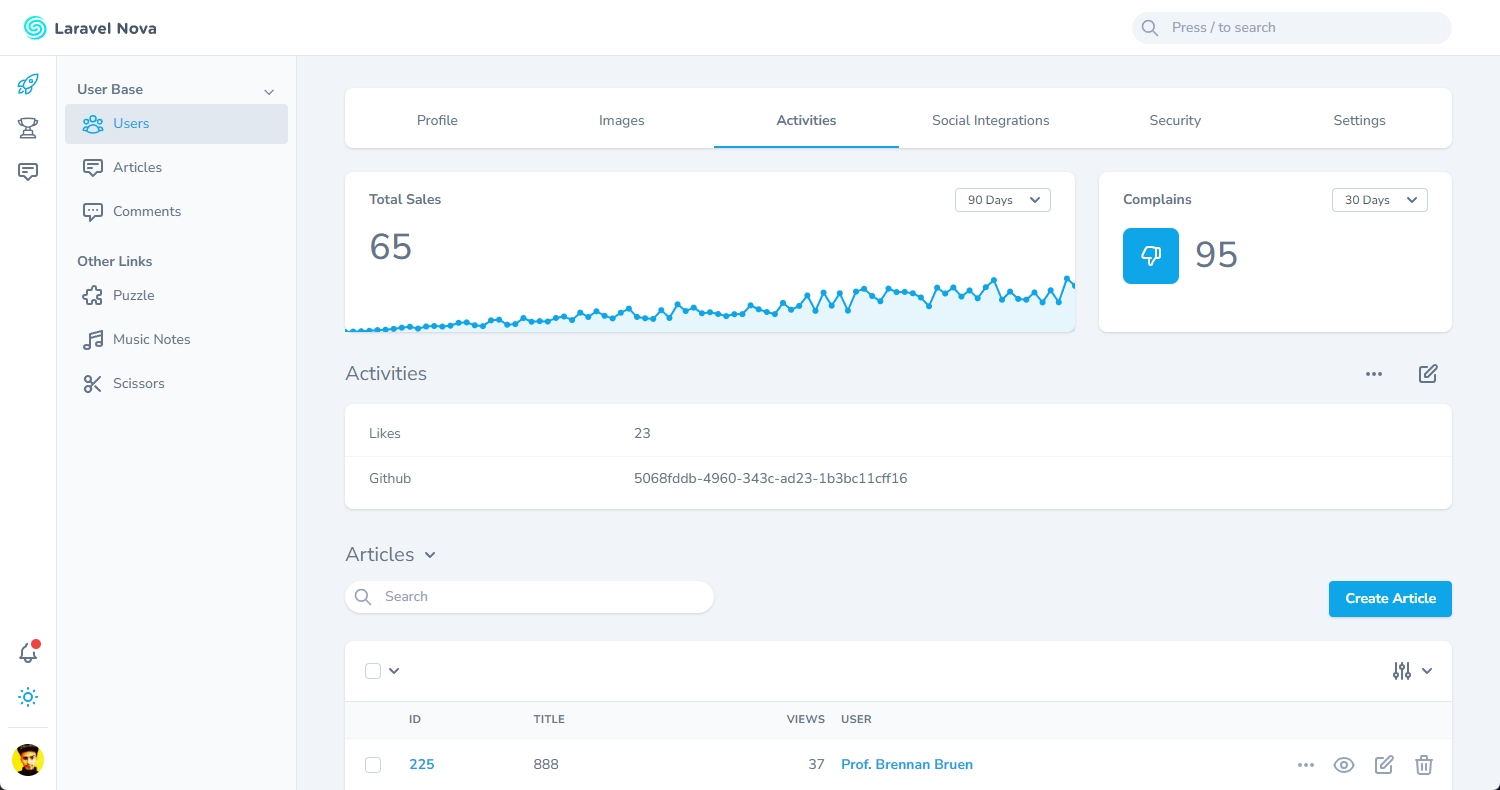 Laravel Nova
Press / to search
User Base
Users
Articles
Comments
Other Links
Puzzle
Music Notes
Scissors
Profile Images Activities Social Integrations Security Settings
Total Sales 90 Days
65
Complains 30 Days
95
Activities
Likes 23
Github 5068fddb-4960-343c-ad23-1b3bc11cff16
Articles
Search
Create Article
ID TITLE VIEWS USER
225 888 37 Prof. Brennan Bruen